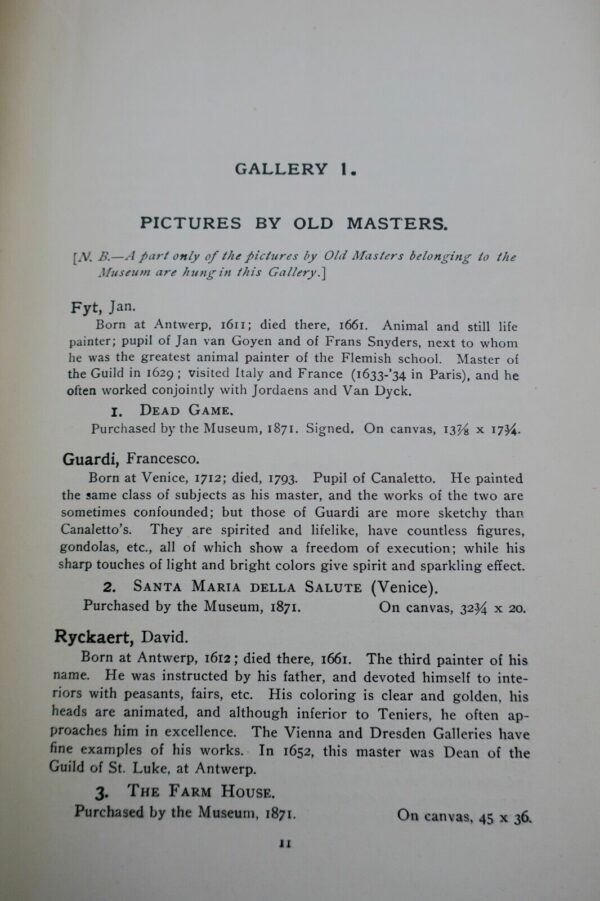 GALLERY 1.
PICTURES BY OLD MASTERS.
[N. B.—A part only of the pictures by Old Masters belonging to the
Museum are hung in this Gallery.]
Fyt, Jan.
Born at Antwerp, 1611; died there, 1661. Animal and still life
painter; pupil of Jan van Goyen and of Frans Snyders, next to whom
he was the greatest animal painter of the Flemish school. Master of
the Guild in 1629; visited Italy and France (1633-'34 in Paris), and he
often worked conjointly with Jordaens and Van Dyck.
1. DEAD GAME.
Purchased by the Museum, 1871. Signed. On canvas, 13⅞ x 17¾.
Guardi, Francesco.
Born at Venice, 1712; died, 1793. Pupil of Canaletto. He painted
the same class of subjects as his master, and the works of the two are
sometimes confounded; but those of Guardi are more sketchy than
Canaletto's. They are spirited and lifelike, have countless figures,
gondolas, etc., all of which show a freedom of execution; while his
sharp touches of light and bright colors give spirit and sparkling effect.
2. SANTA MARIA DELLA SALUTE (Venice).
Purchased by the Museum, 1871. On canvas, 32¾ x 20.
Ryckaert, David.
Born at Antwerp, 1612; died there, 1661. The third painter of his
name. He was instructed by his father, and devoted himself to inte-
riors with peasants, fairs, etc. His coloring is clear and golden, his
heads are animated, and although inferior to Teniers, he often ap-
proaches him in excellence. The Vienna and Dresden Galleries have
fine examples of his works. In 1652, this master was Dean of the
Guild of St. Luke, at Antwerp.
3. THE FARM HOUSE.
Purchased by the Museum, 1871. On canvas, 45 x 36.
11